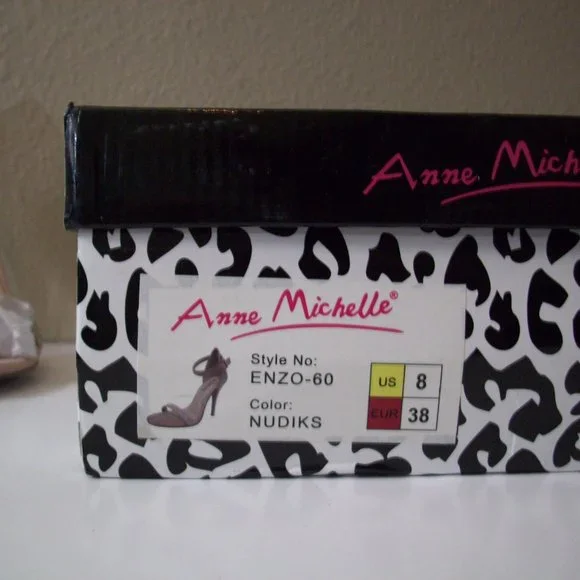 Anne Mich
Anne Michelle®
Style No:
ENZO-60
Color:
NUDIKS
US 8
EUR 38